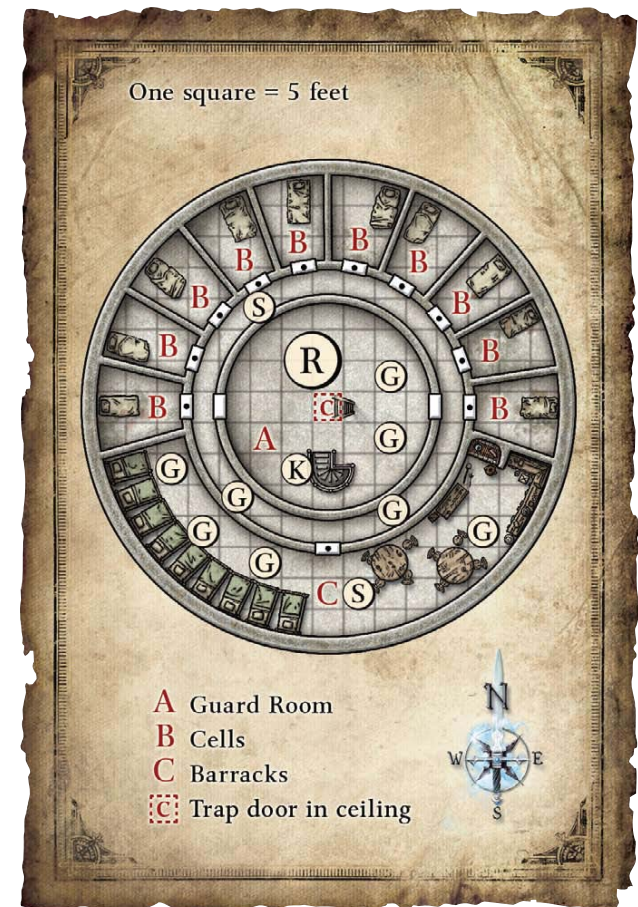 One square = 5 feet
B
B
B
B
B
B
B
B
B
B
S
R
G
C
A
G
K
G
G
G
G
G
G
C
S
A Guard Room
B Cells
C Barracks
C Trap door in ceiling
N
W
E
S